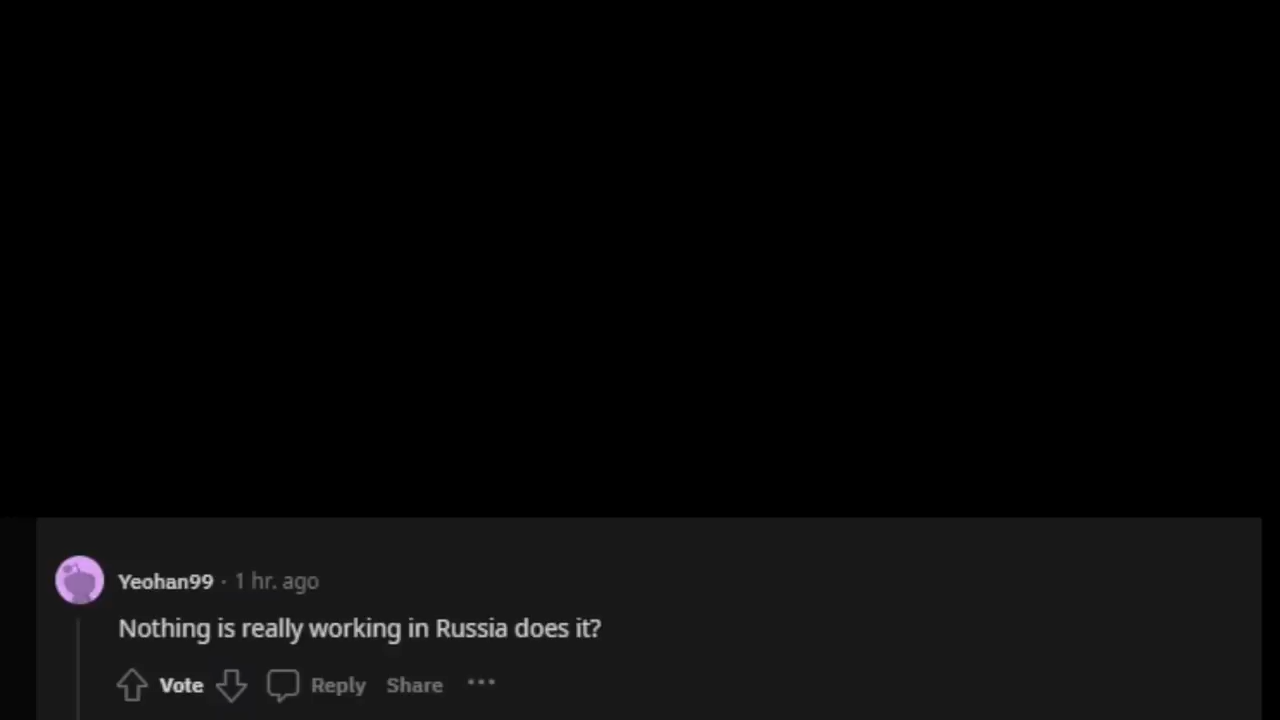 Yeohan99 · 1 hr. ago
Nothing is really working in Russia does it?
Vote Reply Share ···